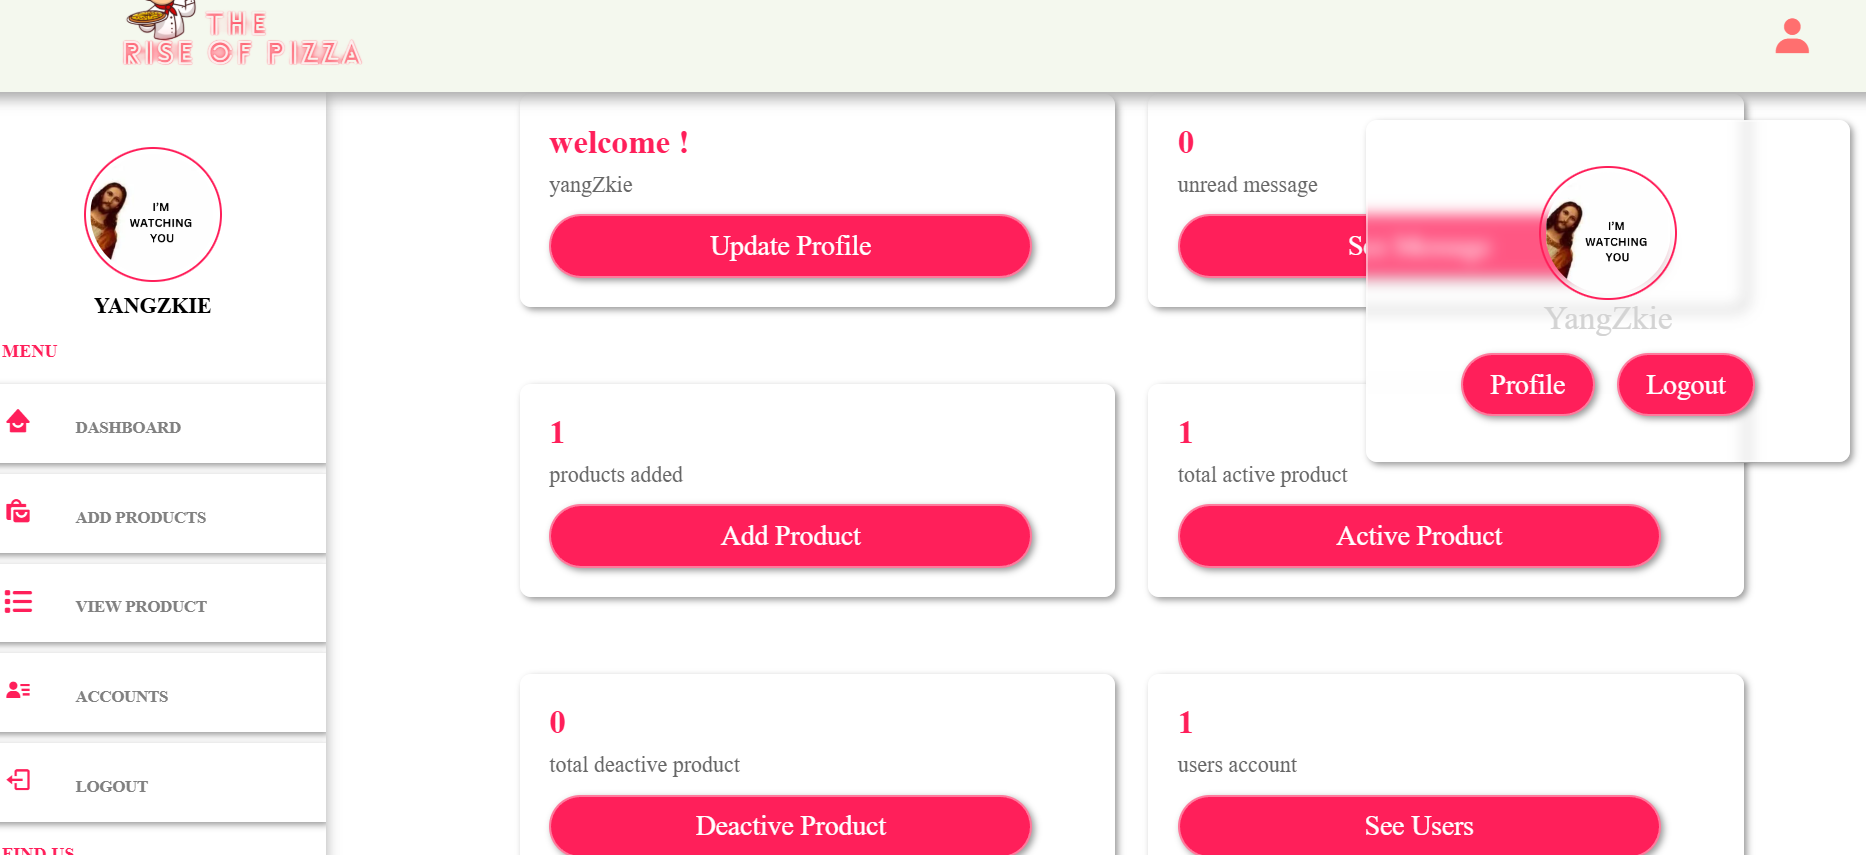 THE
RISE OF PIZZA
I'M
WATCHING
YOU
YANGZKIE
MENU
DASHBOARD
ADD PRODUCTS
VIEW PRODUCT
ACCOUNTS
LOGOUT
FIND US
welcome !
yangZkie
Update Profile
0
unread message
See Message
I'M
WATCHING
YOU
YangZkie
Profile
Logout
1
products added
Add Product
1
total active product
Active Product
0
total deactive product
Deactive Product
1
users account
See Users